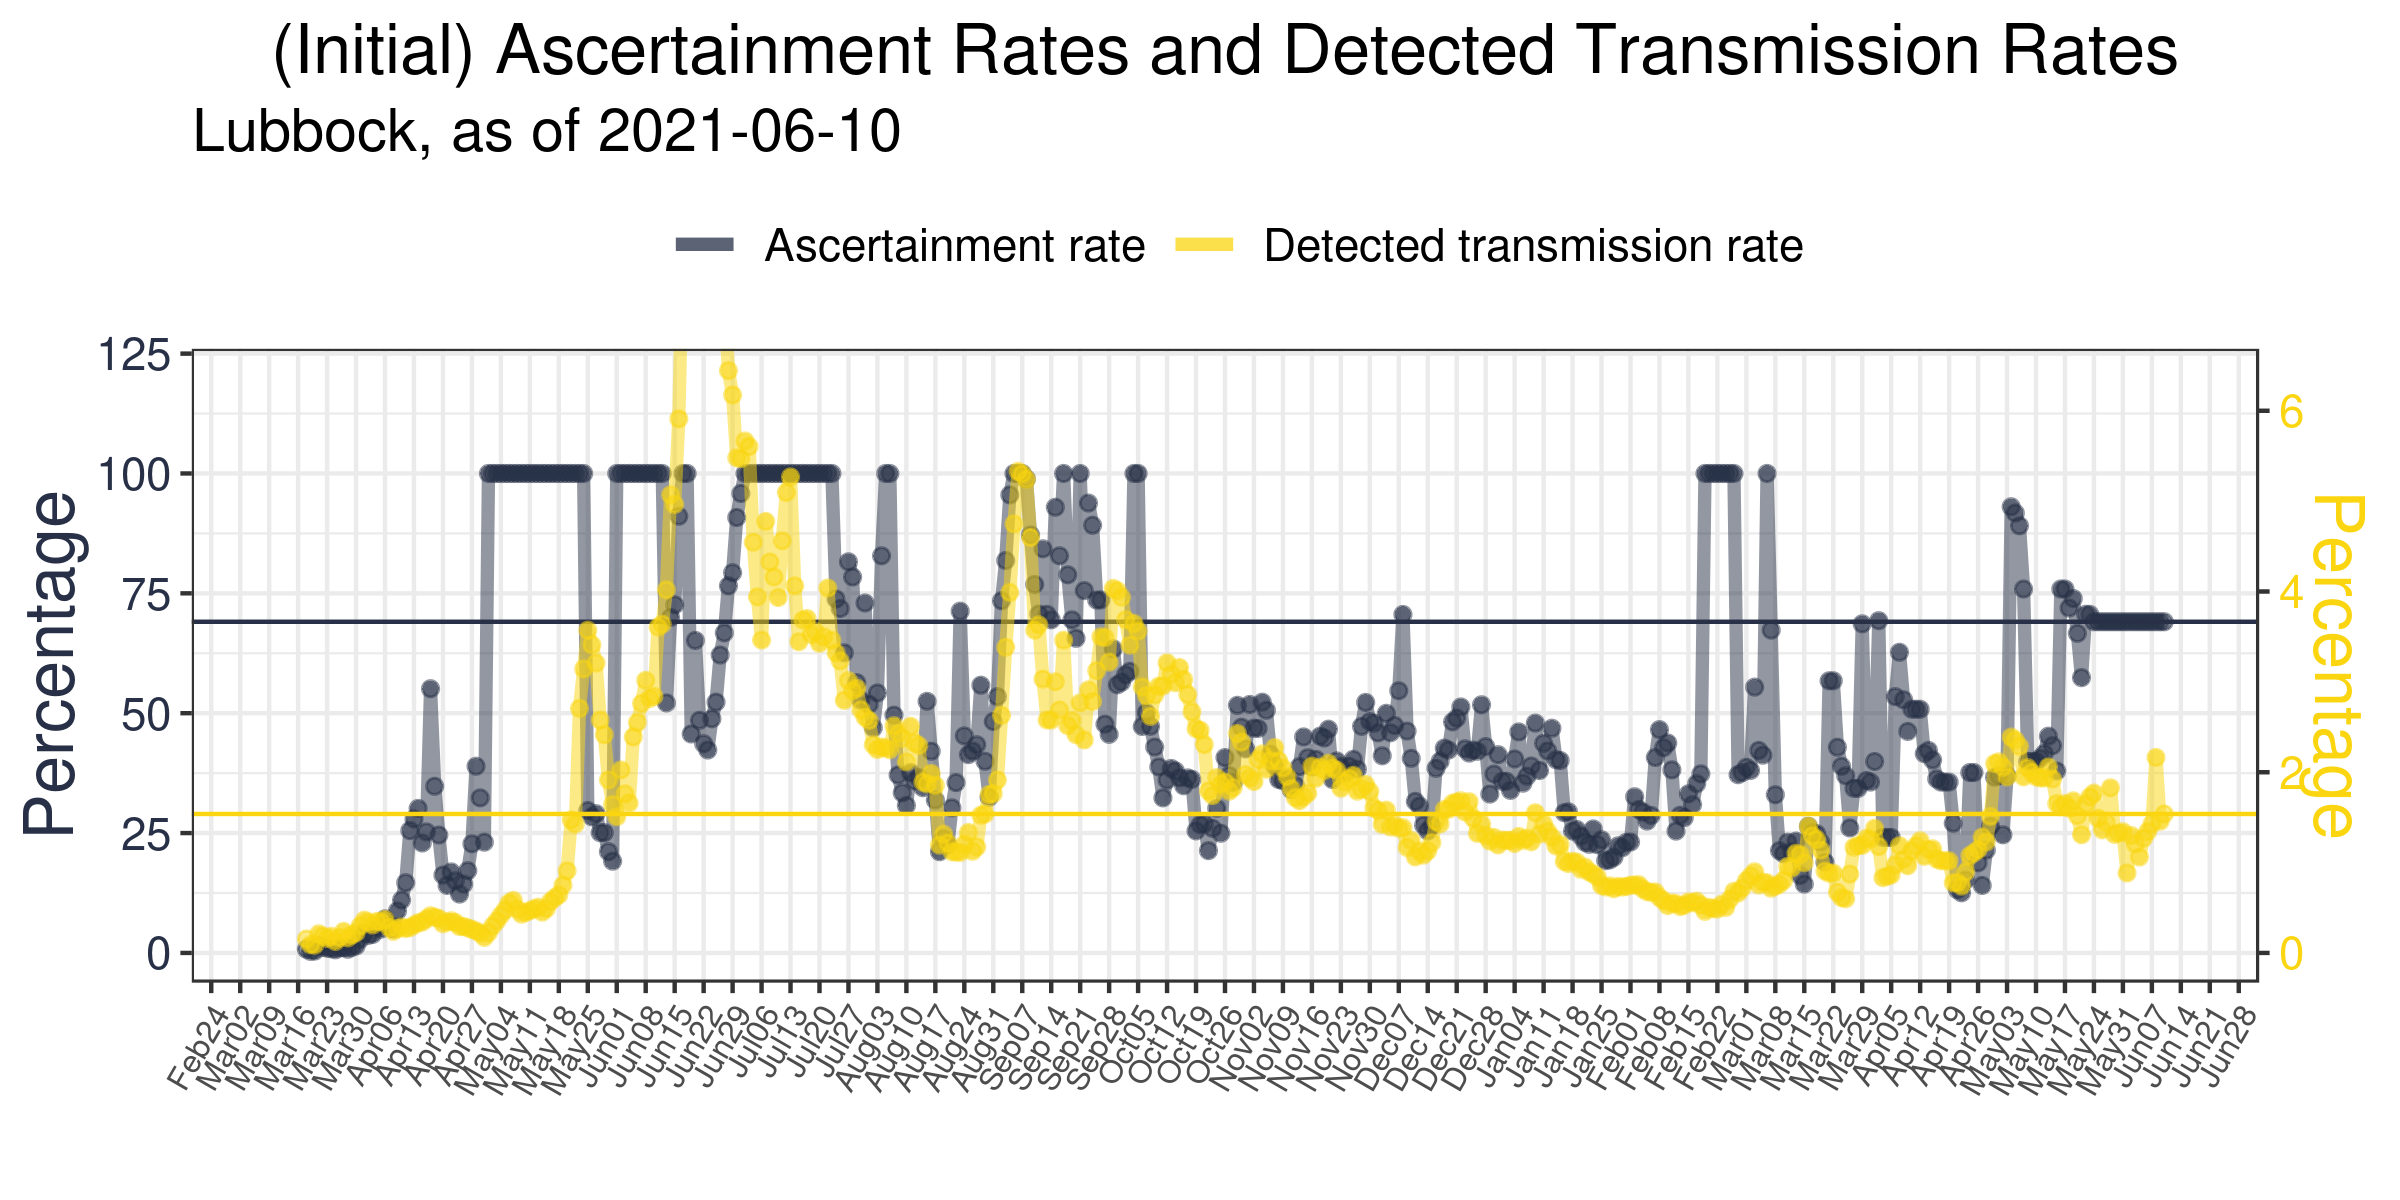 (Initial) Ascertainment Rates and Detected Transmission Rates
Lubbock, as of 2021-06-10
Ascertainment rate
Detected transmission rate
Percentage
125
100
75
50
25
0
6
4
2
0
Percentage
Feb24
Mar02
Mar09
Mar16
Mar23
Mar30
Apr06
Apr13
Apr20
Apr27
May04
May11
May18
May25
Jun01
Jun08
Jun15
Jun22
Jun29
Jul06
Jul13
Jul20
Jul27
Aug03
Aug10
Aug17
Aug24
Aug31
Sep07
Sep14
Sep21
Sep28
Oct05
Oct12
Oct19
Oct26
Nov02
Nov09
Nov16
Nov23
Nov30
Dec07
Dec14
Dec21
Dec28
Jan04
Jan11
Jan18
Jan25
Feb01
Feb08
Feb15
Feb22
Mar01
Mar08
Mar15
Mar22
Mar29
Apr05
Apr12
Apr19
Apr26
May03
May10
May17
May24
May31
Jun07
Jun14
Jun21
Jun28